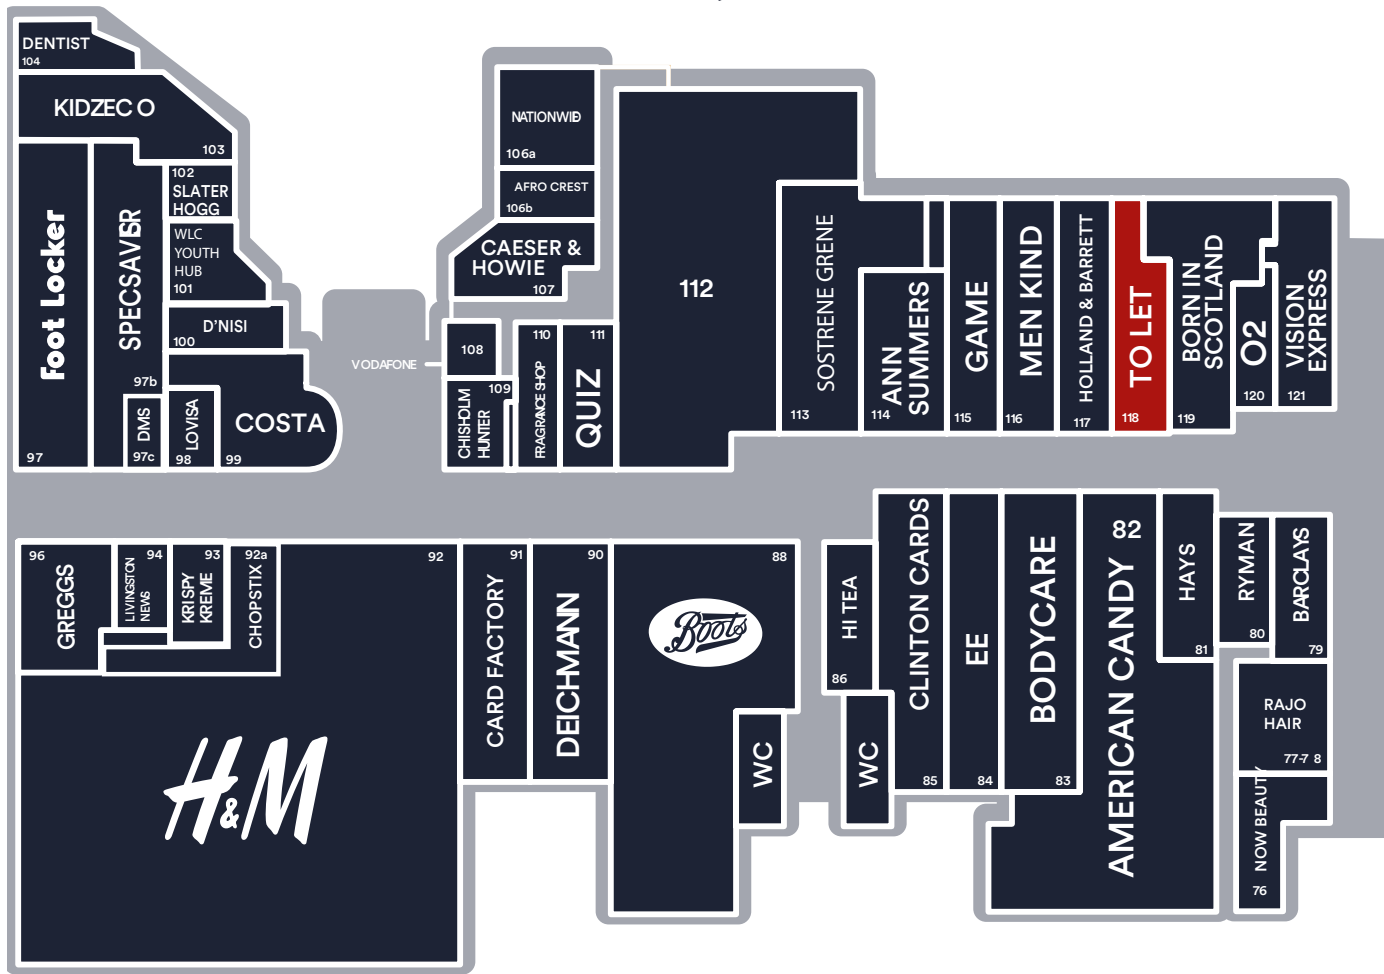 DENTIST
104
KIDZEC O
103
Foot Locker
97
SPECSAVER
97b
102
SLATER
HOGG
WLC
YOUTH
HUB
101
D'NISI
100
DMS
97c
LOVISA
98
COSTA
99
NATIONWID
106a
AFRO CREST
106b
CAESER &
HOWIE
107
VODAFONE
108
109
CHISHOLM
HUNTER
110
FRAGRANCE SHOP
111
QUIZ
112
SOSTRENE GRENE
113
ANN
SUMMERS
114
GAME
115
MEN KIND
116
HOLLAND & BARRETT
117
TO LET
118
BORN IN
SCOTLAND
119
O2
120
VISION
EXPRESS
121
96
GREGGS
94
LIVINGSTON
NEWS
93
KRISPY
KREME
92a
CHOPSTIX
92
H&M
91
CARD FACTORY
90
DEICHMANN
88
Boots
WC
HI TEA
86
WC
CLINTON CARDS
85
EE
84
BODYCARE
83
82
AMERICAN CANDY
HAYS
81
RYMAN
80
BARCLAYS
79
RAJO
HAIR
77-7 8
NOW BEAUTY
76